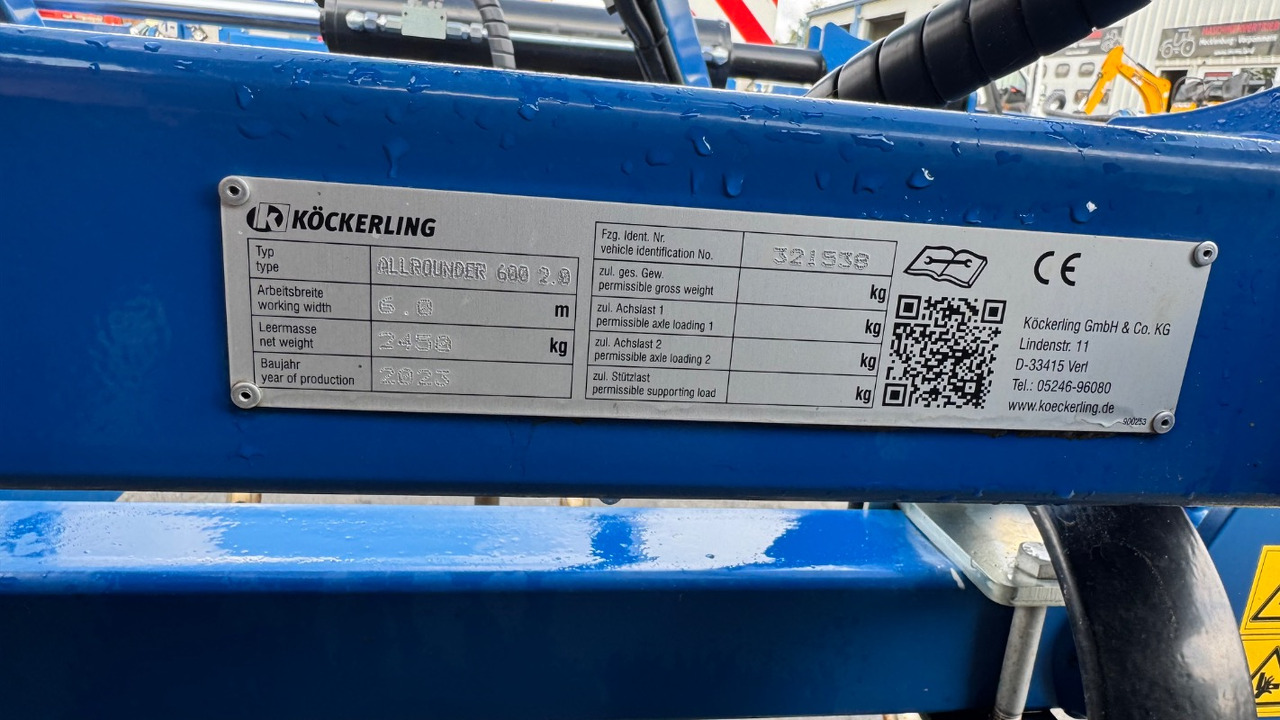 KÖCKERLING
Typ
type
ALLROUNDER 600 2.0
Arbeitsbreite
working width
6.0 m
Leermasse
net weight
2450 kg
Baujahr
year of production
2023
Fzg. Ident. Nr.
vehicle identification No.
321538
zul. ges. Gew.
permissible gross weight
kg
zul. Achslast 1
permissible axle loading 1
kg
zul. Achslast 2
permissible axle loading 2
kg
zul. Stützlast
permissible supporting load
kg
CE
Köckerling GmbH & Co. KG
Lindenstr. 11
D-33415 Verl
Tel.: 05246-96080
www.koeckerling.de
900253